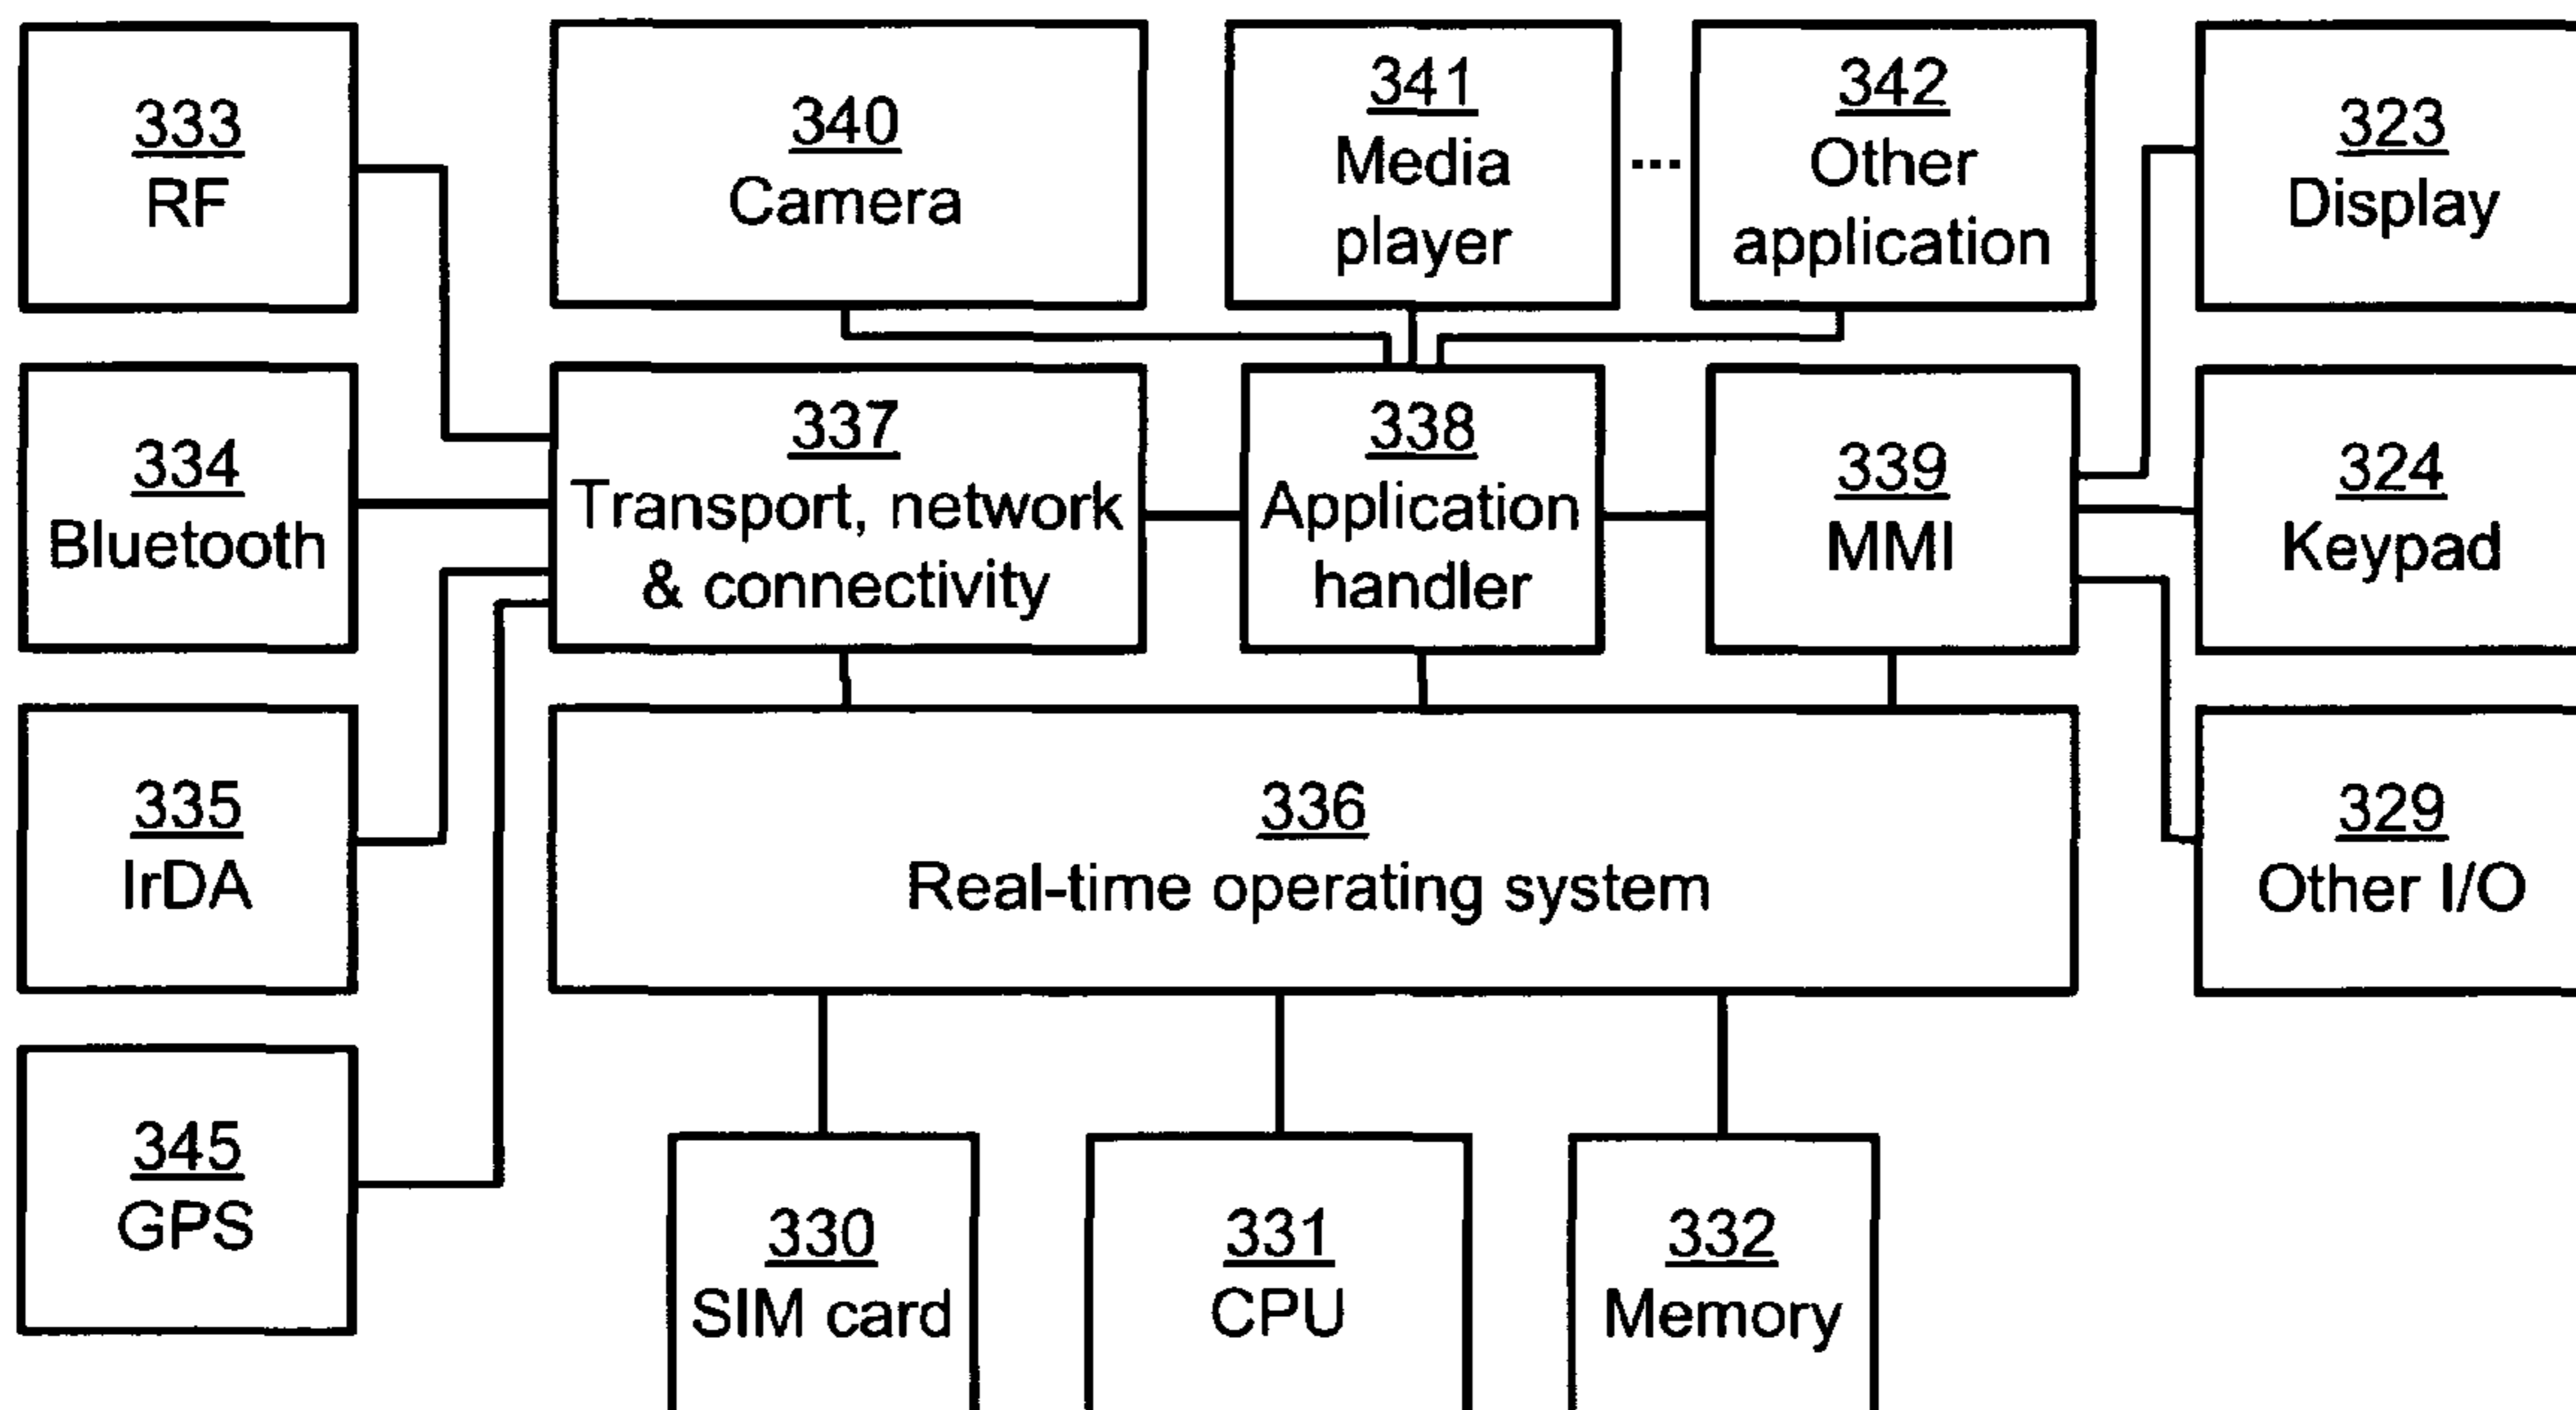 333
RF
340
Camera
341
Media
player
...
342
Other
application
323
Display
334
Bluetooth
337
Transport, network
& connectivity
338
Application
handler
339
MMI
324
Keypad
335
IrDA
336
Real-time operating system
329
Other I/O
345
GPS
330
SIM card
331
CPU
332
Memory